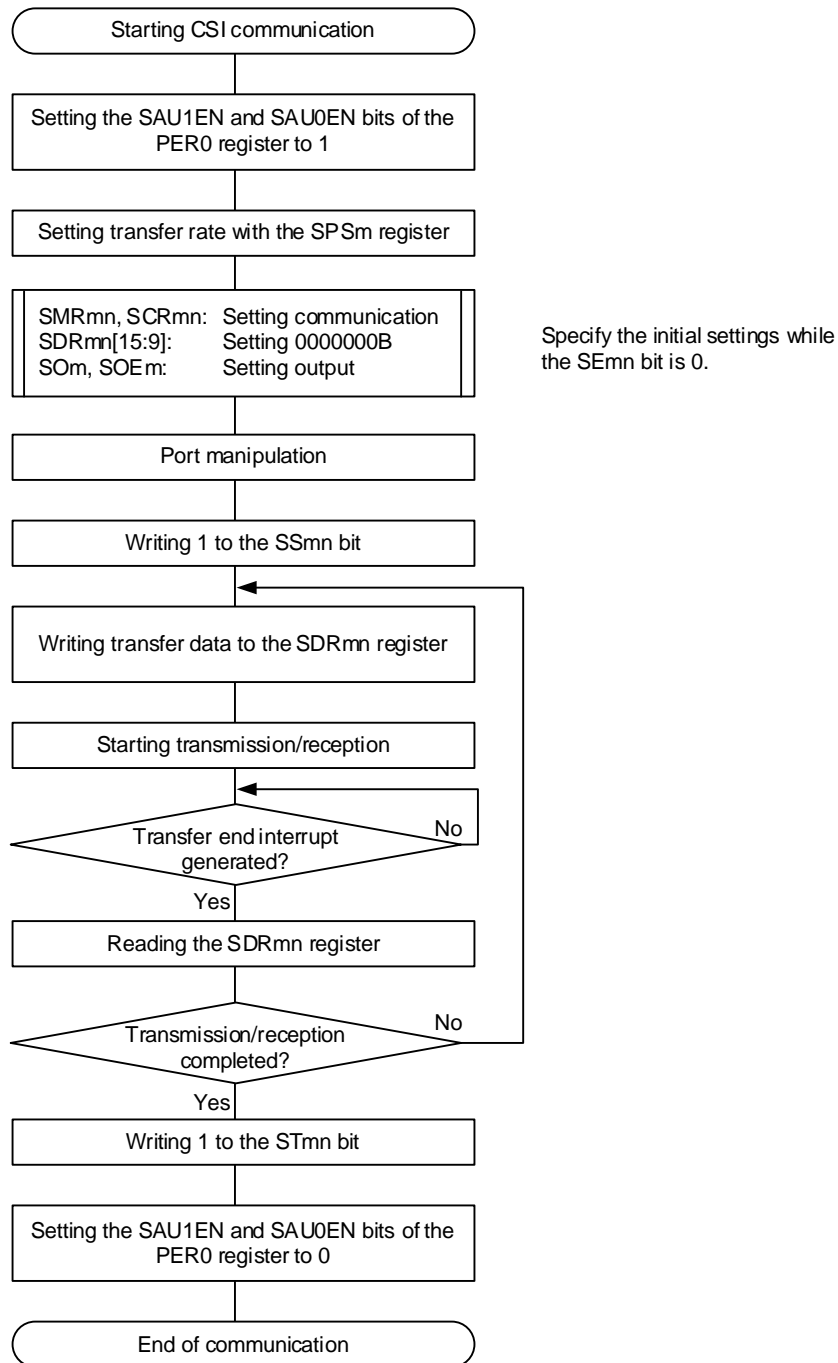 Starting CSI communication
Setting the SAU1EN and SAU0EN bits of the
PER0 register to 1
Setting transfer rate with the SPSm register
SMRmn, SCRmn: Setting communication
SDRmn[15:9]: Setting 0000000B
SOm, SOEm: Setting output
Specify the initial settings while
the SEmn bit is 0.
Port manipulation
Writing 1 to the SSmn bit
Writing transfer data to the SDRmn register
Starting transmission/reception
Transfer end interrupt
generated?
No
Yes
Reading the SDRmn register
Transmission/reception
completed?
No
Yes
Writing 1 to the STmn bit
Setting the SAU1EN and SAU0EN bits of the
PER0 register to 0
End of communication